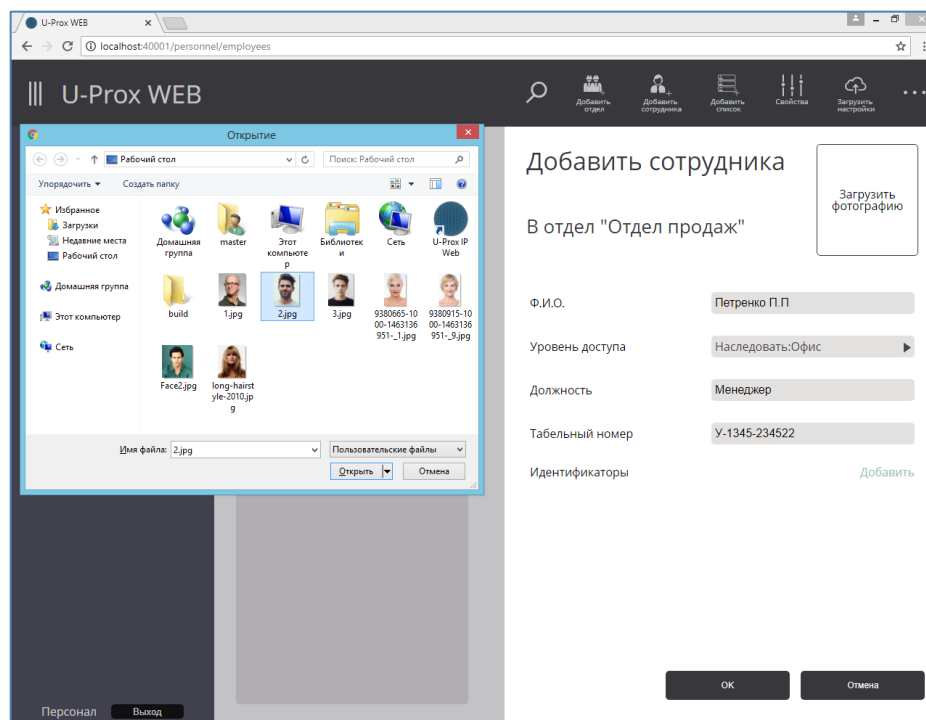 U-Prox WEB
localhost:40001/personnel/employees
U-Prox WEB
Добавить отдел
Добавить сотрудника
Добавить список
Свойства
Загрузить настройки
Открытие
Рабочий стол
Поиск: Рабочий стол
Упорядочить
Создать папку
Избранное
Загрузки
Недавние места
Рабочий стол
Домашняя группа
Этот компьютер
Сеть
Домашняя
группа
master
Этот
компьюте
р
Библиотек
и
Сеть
U-Prox IP
Web
build
1.jpg
2.jpg
3.jpg
9380665-10
00-1463136
951-_1.jpg
9380915-10
00-1463136
951-_9.jpg
Face2.jpg
long-hairst
yle-2010.jp
g
Имя файла: 2.jpg
Пользовательские файлы
Открыть
Отмена
Добавить сотрудника
Загрузить
фотографию
В отдел "Отдел продаж"
Ф.И.О. Петренко П.П
Уровень доступа Наследовать:Офис
Должность Менеджер
Табельный номер У-1345-234522
Идентификаторы Добавить
ОК
Отмена
Персонал
Выход